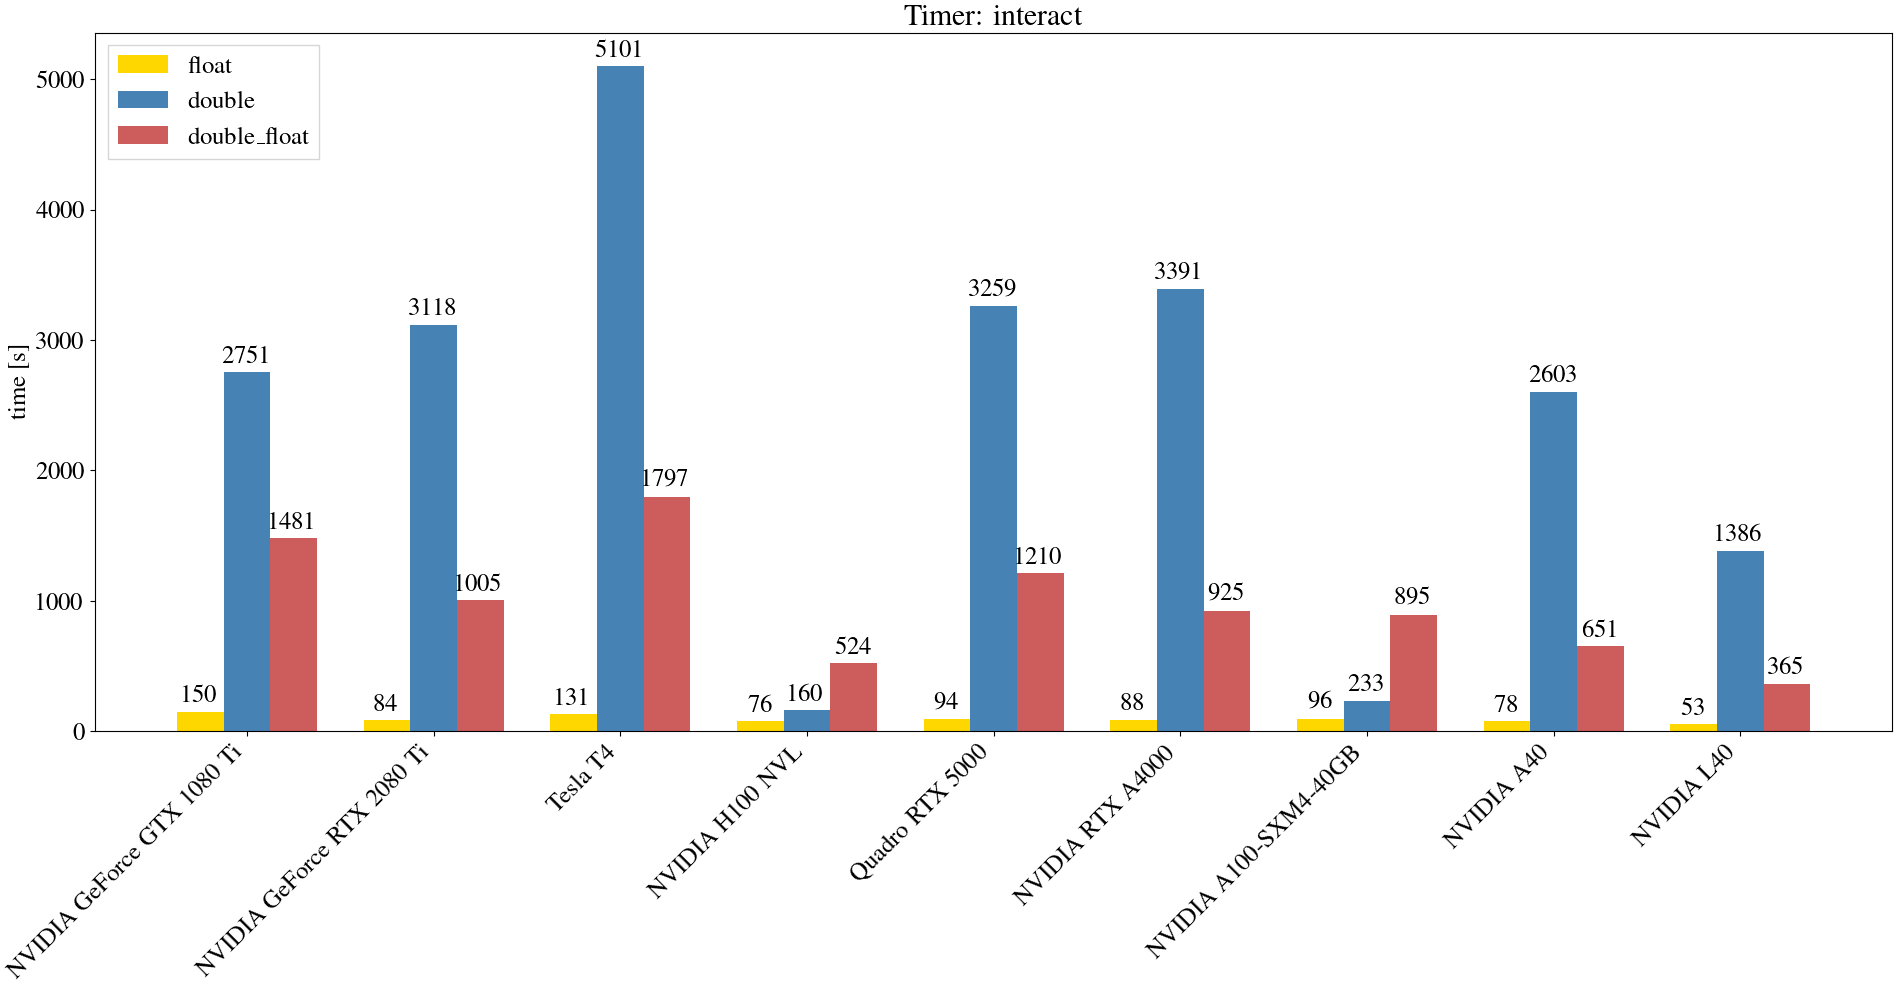 Timer: interact
float
double
double_float
time [s]
5000
4000
3000
2000
1000
0
150
2751
1481
84
3118
1005
131
5101
1797
76
160
524
94
3259
1210
88
3391
925
96
233
895
78
2603
651
53
1386
365
NVIDIA GeForce GTX 1080 Ti
NVIDIA GeForce RTX 2080 Ti
Tesla T4
NVIDIA H100 NVL
Quadro RTX 5000
NVIDIA RTX A4000
NVIDIA A100-SXM4-40GB
NVIDIA A40
NVIDIA L40